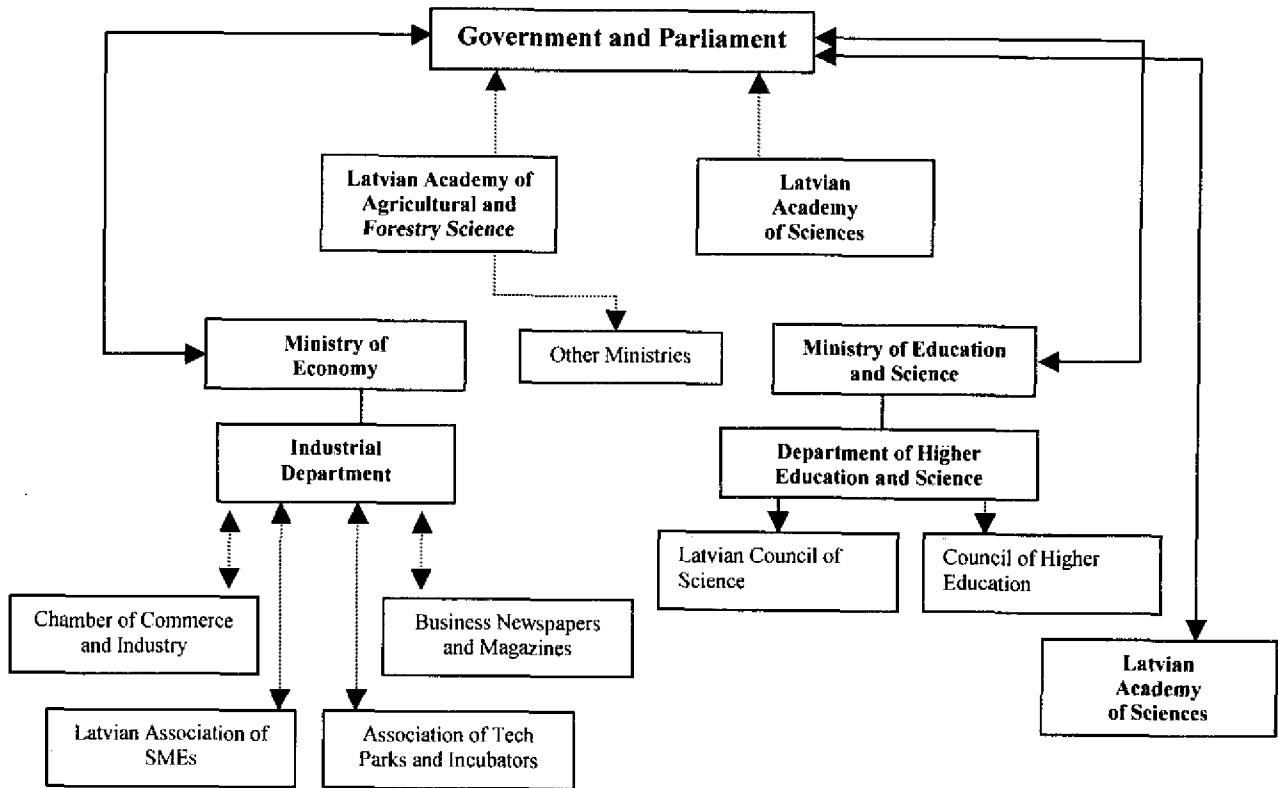 Government and Parliament
Latvian Academy of
Agricultural and
Forestry Science
Latvian
Academy
of Sciences
Ministry of
Economy
Other Ministries
Ministry of Education
and Science
Industrial
Department
Department of Higher
Education and Science
Latvian Council of
Science
Council of Higher
Education
Chamber of Commerce
and Industry
Business Newspapers
and Magazines
Latvian
Academy
of Sciences
Latvian Association of
SMEs
Association of Tech
Parks and Incubators